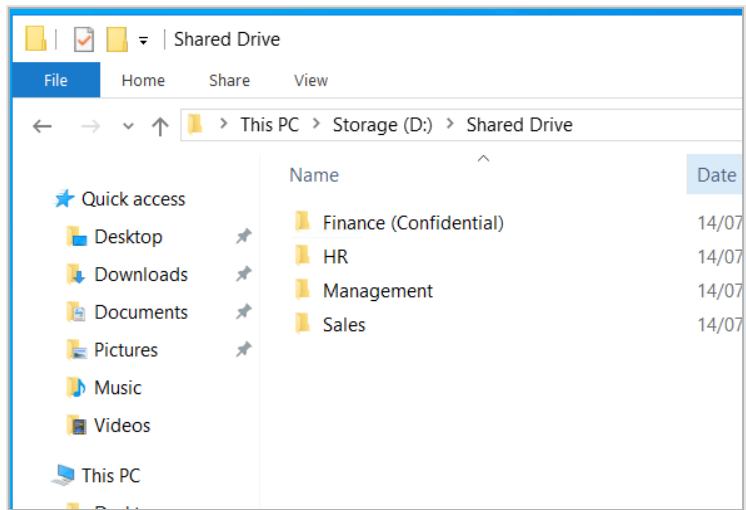 Shared Drive
File Home Share View
This PC > Storage (D:) > Shared Drive
Name Date
Quick access
Desktop
Downloads
Documents
Pictures
Music
Videos
This PC
Finance (Confidential) 14/07
HR 14/07
Management 14/07
Sales 14/07